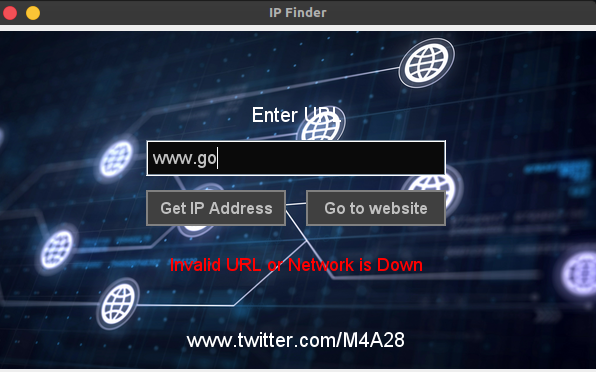 IP Finder
Enter URL
www.go
Get IP Address Go to website
Invalid URL or Network is Down
www.twitter.com/M4A28